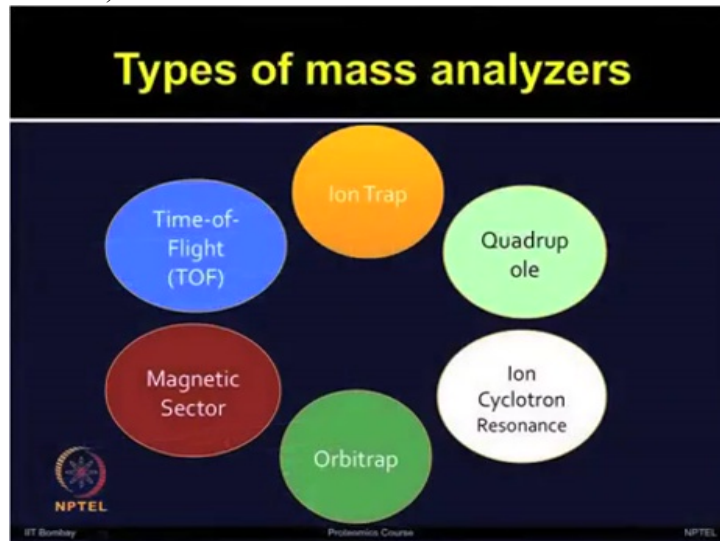 Types of mass analyzers
Ion Trap
Time-of-
Flight
(TOF)
Quadrup
ole
Magnetic
Sector
Ion
Cyclotron
Resonance
Orbitrap
NPTEL
IIT Bombay
Proteomics Course
NPTEL